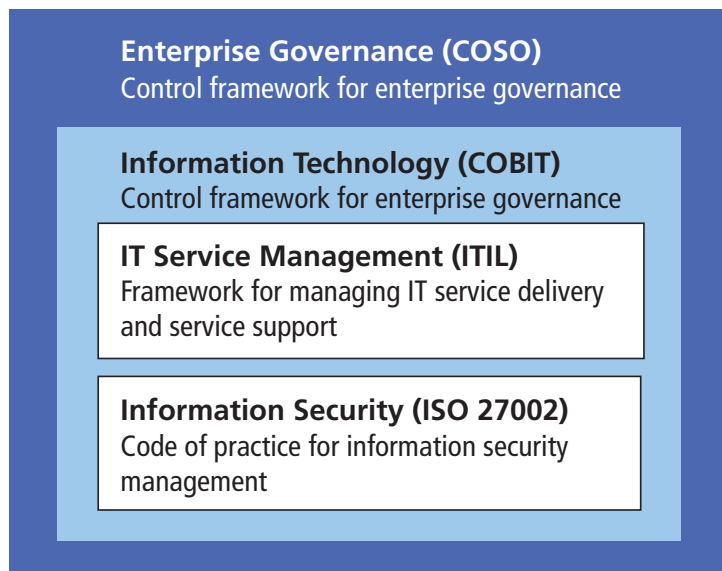 Enterprise Governance (COSO)
Control framework for enterprise governance
Information Technology (COBIT)
Control framework for enterprise governance
IT Service Management (ITIL)
Framework for managing IT service delivery
and service support
Information Security (ISO 27002)
Code of practice for information security
management